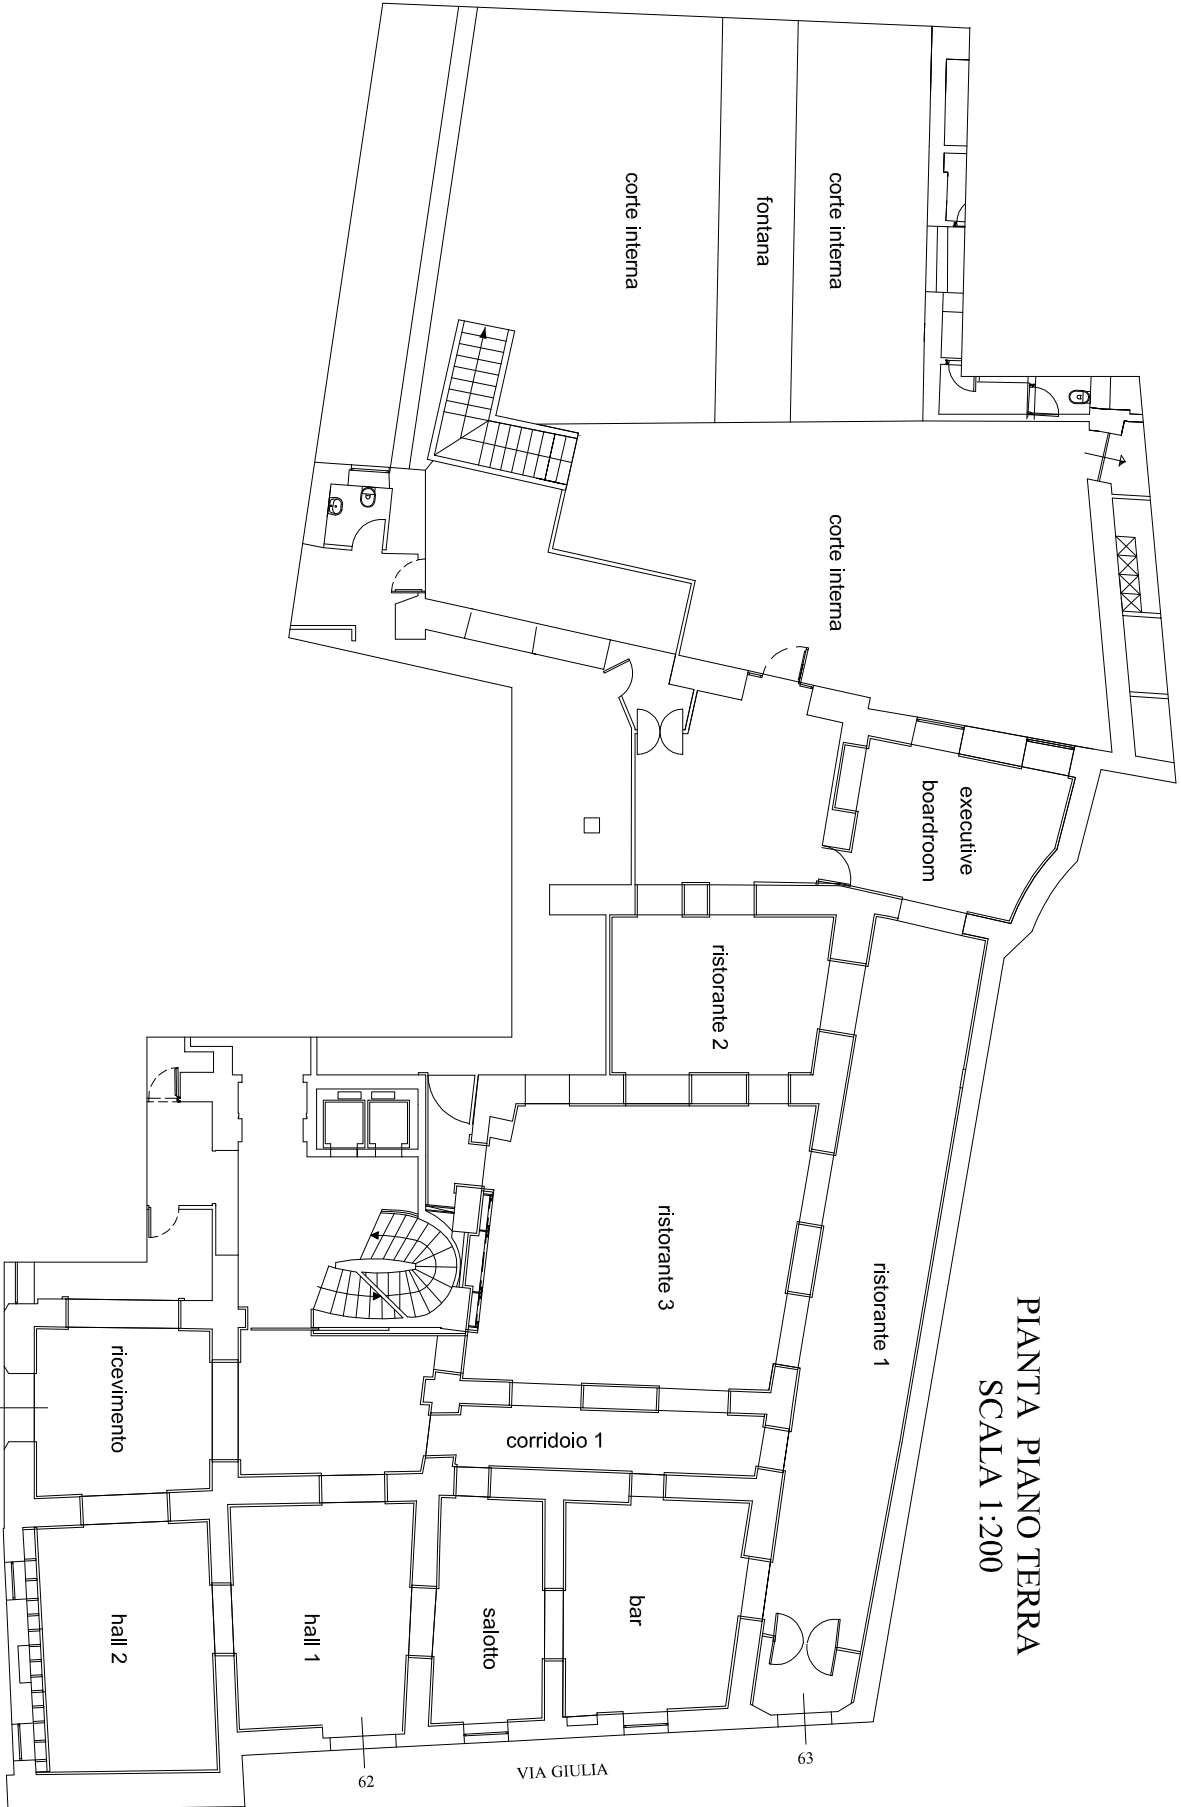 PIANTA PIANO TERRA
SCALA 1:200
corte interna
fontana
corte interna
corte interna
executive
boardroom
ristorante 2
ristorante 1
ristorante 3
corridoio 1
ricevimento
bar
salotto
hall 1
hall 2
63
62
VIA GIULIA